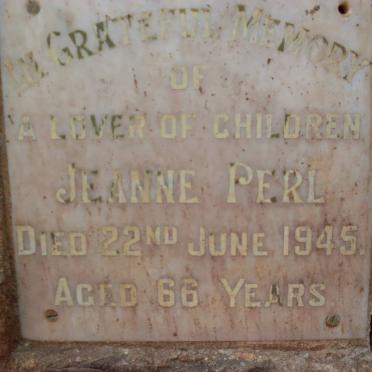 IN GRATEFUL MEMORY
OF
A LOVER OF CHILDREN
JEANNE PERL
DIED 22ND JUNE 1945.
AGED 66 YEARS